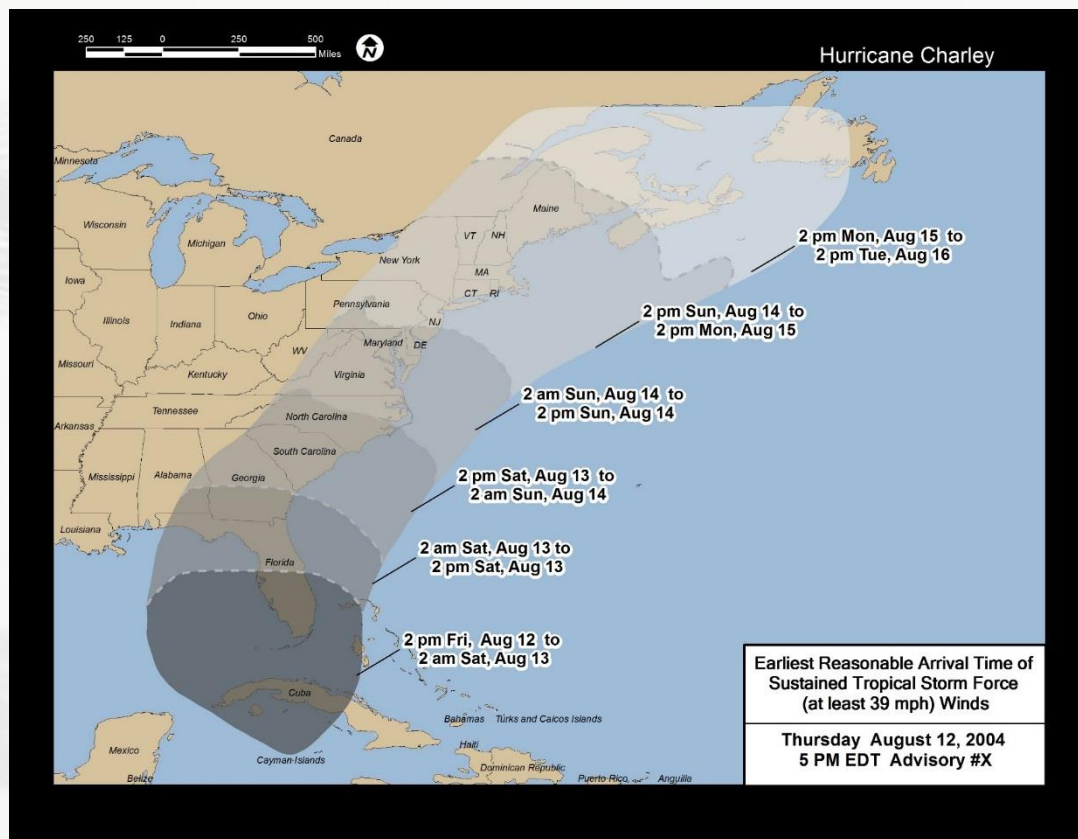 250 125 0 250 500
Miles
N
Hurricane Charley
Canada
Minnesota
Wisconsin
Michigan
Iowa
Illinois
Indiana
Ohio
Missouri
Kentucky
WV
Tennessee
Arkansas
Mississippi
Alabama
Georgia
Louisiana
Maine
VT
NH
New York
MA
CT
RI
Pennsylvania
NJ
Maryland
DE
Virginia
North Carolina
South Carolina
Florida
Cuba
Bahamas
Turks and Caicos Islands
Haiti
Cayman-Islands
Dominican Republic
Puerto Rico
Anguilla
Mexico
Belize
2 pm Mon, Aug 15 to
2 pm Tue, Aug 16
2 pm Sun, Aug 14 to
2 pm Mon, Aug 15
2 am Sun, Aug 14 to
2 pm Sun, Aug 14
2 pm Sat, Aug 13 to
2 am Sun, Aug 14
2 am Sat, Aug 13 to
2 pm Sat, Aug 13
2 pm Fri, Aug 12 to
2 am Sat, Aug 13
Earliest Reasonable Arrival Time of
Sustained Tropical Storm Force
(at least 39 mph) Winds
Thursday August 12, 2004
5 PM EDT Advisory #X